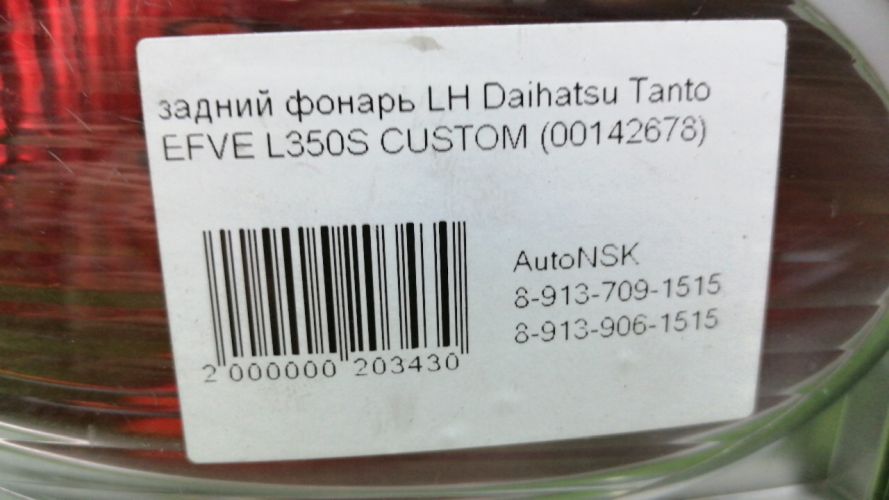 задний фонарь LH Daihatsu Tanto
EFVE L350S CUSTOM (00142678)
AutoNSK
8-913-709-1515
8-913-906-1515
2 000000 203430